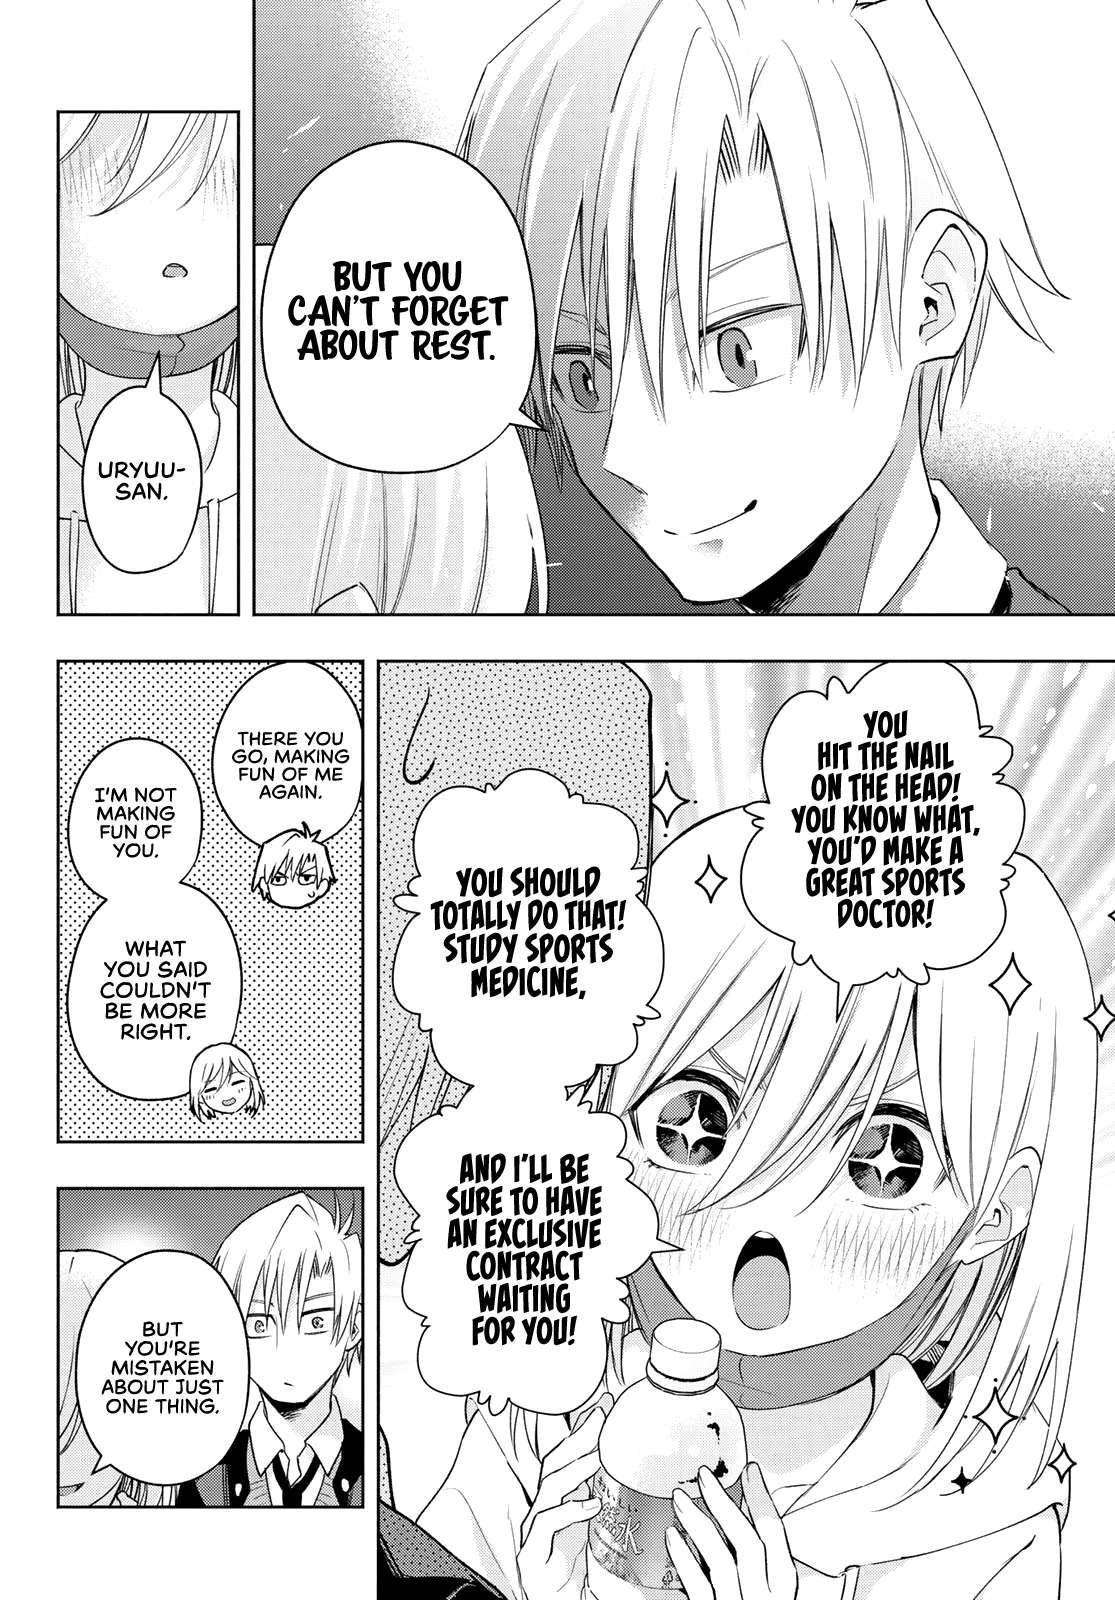 BUT YOU
CAN'T FORGET
ABOUT REST.
URYUU-
SAN.
YOU
HIT THE NAIL
ON THE HEAD!
YOU KNOW WHAT,
YOU'D MAKE A
GREAT SPORTS
DOCTOR!
YOU SHOULD
TOTALLY DO THAT!
STUDY SPORTS
MEDICINE,
AND I'LL BE
SURE TO HAVE
AN EXCLUSIVE
CONTRACT
WAITING
FOR YOU!
THERE YOU
GO, MAKING
FUN OF ME
AGAIN.
I'M NOT
MAKING
FUN OF
YOU.
WHAT
YOU SAID
COULDN'T
BE MORE
RIGHT.
BUT
YOU'RE
MISTAKEN
ABOUT JUST
ONE THING.
水